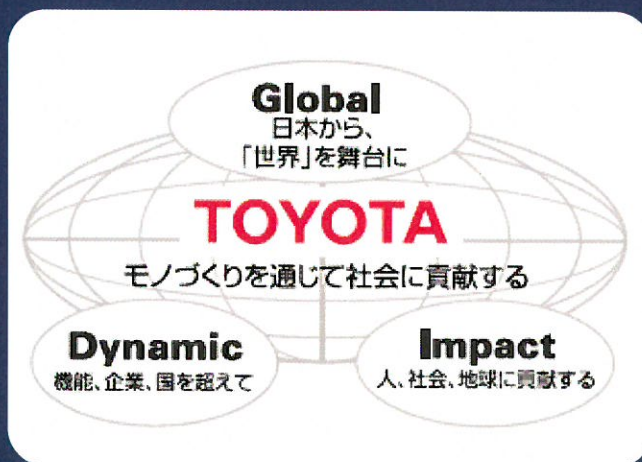 Global
日本から、
「世界」を舞台に
TOYOTA
モノづくりを通じて社会に貢献する
Dynamic
機能、企業、国を超えて
Impact
人、社会、地球に貢献する